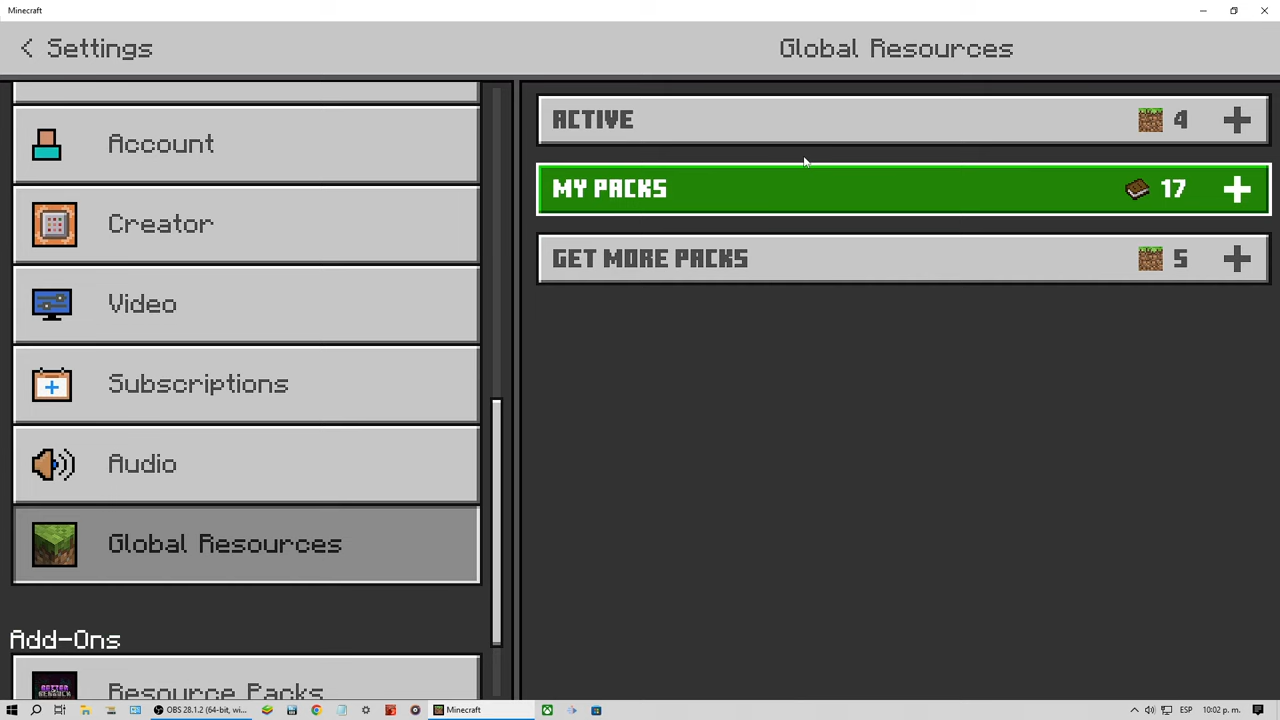 Minecraft
Settings
Global Resources
Account
Creator
Video
Subscriptions
Audio
Global Resources
Add-Ons
Resource Packs
ACTIVE 4
MY PACKS 17
GET MORE PACKS 5
OBS 28.1.2 (64-bit, wi...
Minecraft
ESP
10:02 p. m.